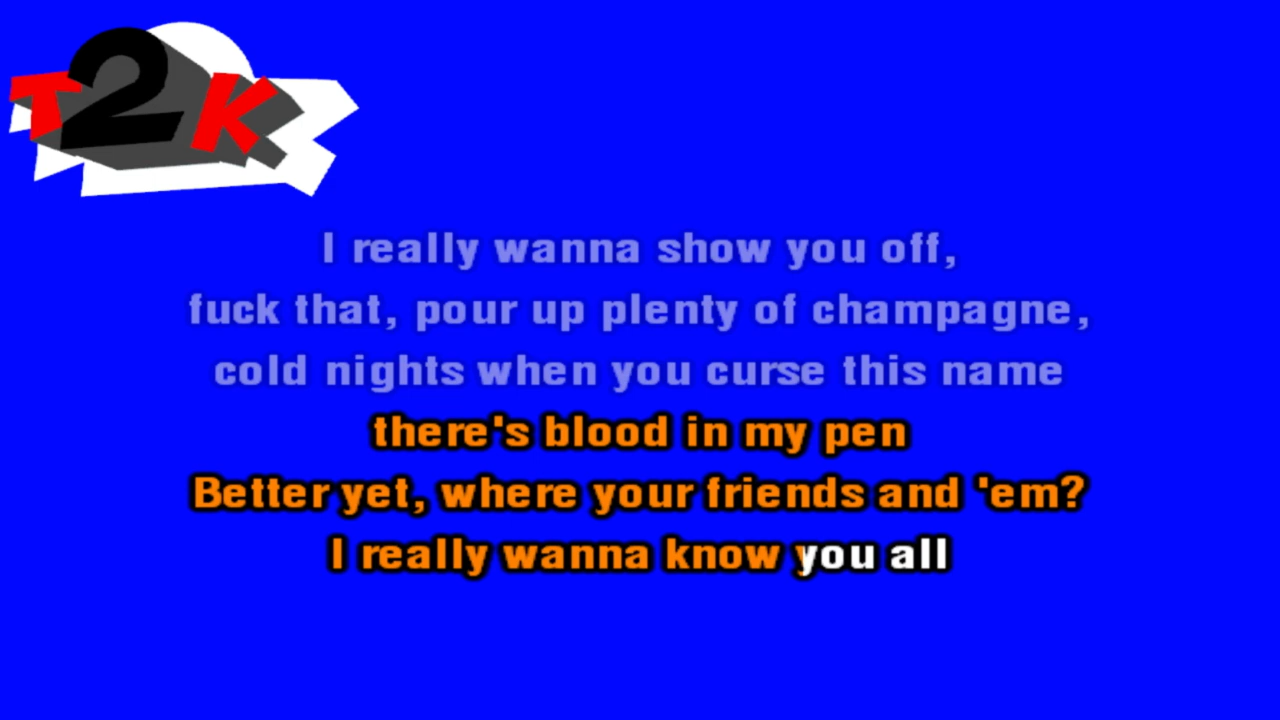 T2K
I really wanna show you off,
fuck that, pour up plenty of champagne,
cold nights when you curse this name
there's blood in my pen
Better yet, where your friends and 'em?
I really wanna know you all